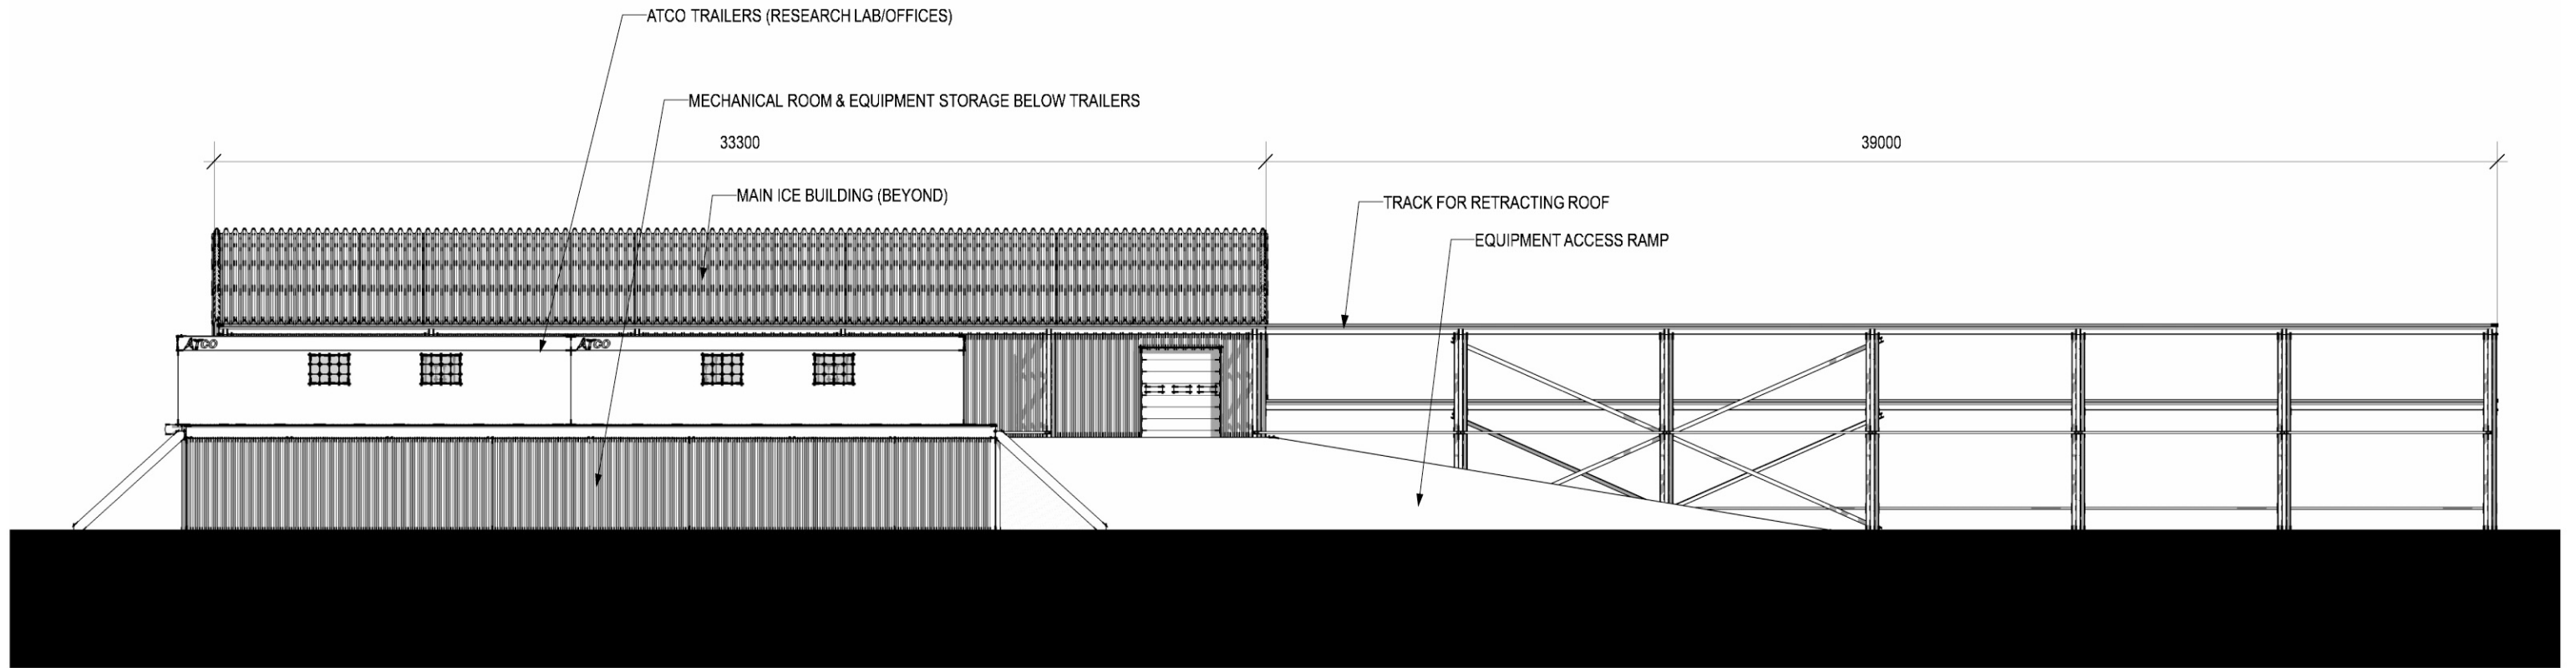 ATCO TRAILERS (RESEARCH LAB/OFFICES)
MECHANICAL ROOM & EQUIPMENT STORAGE BELOW TRAILERS
33300
39000
MAIN ICE BUILDING (BEYOND)
TRACK FOR RETRACTING ROOF
EQUIPMENT ACCESS RAMP
ATCO
ATCO